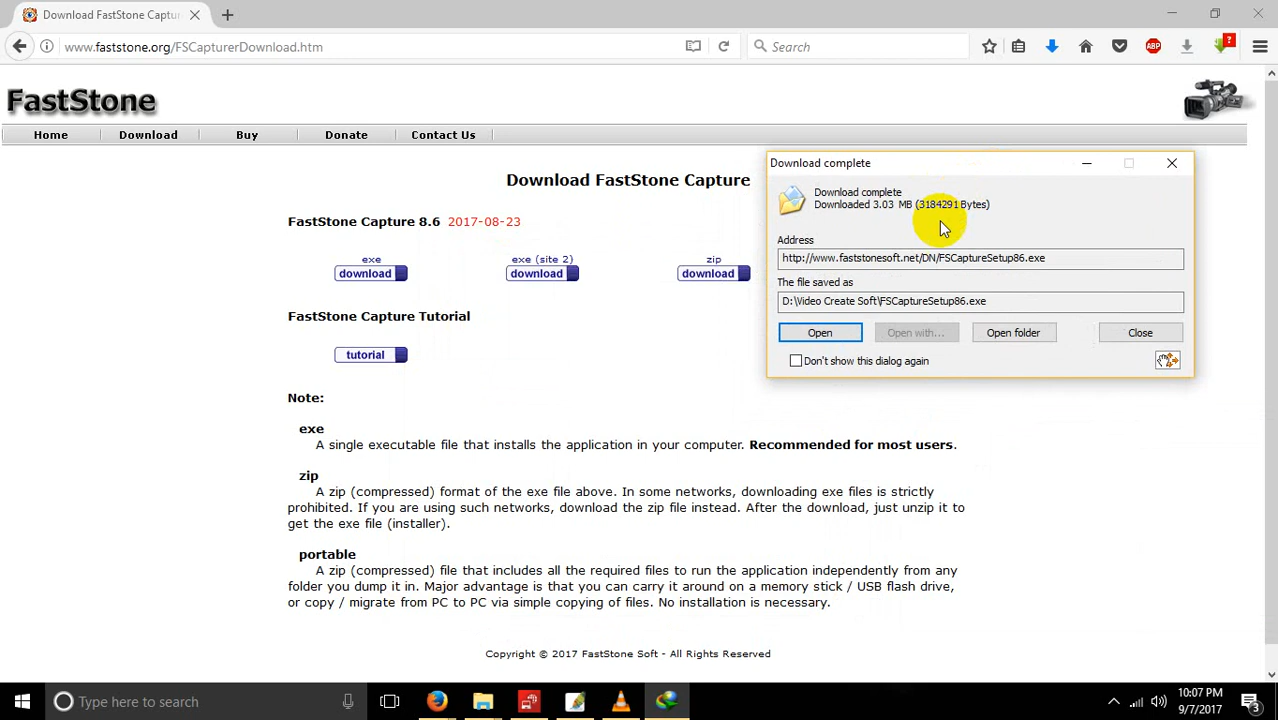 Download FastStone Captur
www.faststone.org/FSCapturerDownload.htm
Search
ABP
?
FastStone
Home
Download
Buy
Donate
Contact Us
Download FastStone Capture
FastStone Capture 8.6 2017-08-23
exe
download
exe (site 2)
download
zip
download
FastStone Capture Tutorial
tutorial
Note:
exe
A single executable file that installs the application in your computer. Recommended for most users.
zip
A zip (compressed) format of the exe file above. In some networks, downloading exe files is strictly
prohibited. If you are using such networks, download the zip file instead. After the download, just unzip it to
get the exe file (installer).
portable
A zip (compressed) file that includes all the required files to run the application independently from any
folder you dump it in. Major advantage is that you can carry it around on a memory stick / USB flash drive,
or copy / migrate from PC to PC via simple copying of files. No installation is necessary.
Copyright © 2017 FastStone Soft - All Rights Reserved
Download complete
Download complete
Downloaded 3.03 MB (3184291 Bytes)
Address
http://www.faststonesoft.net/DN/FSCaptureSetup86.exe
The file saved as
D:\Video Create Soft\FSCaptureSetup86.exe
Open
Open with...
Open folder
Close
Don't show this dialog again
Type here to search
10:07 PM
9/7/2017
3